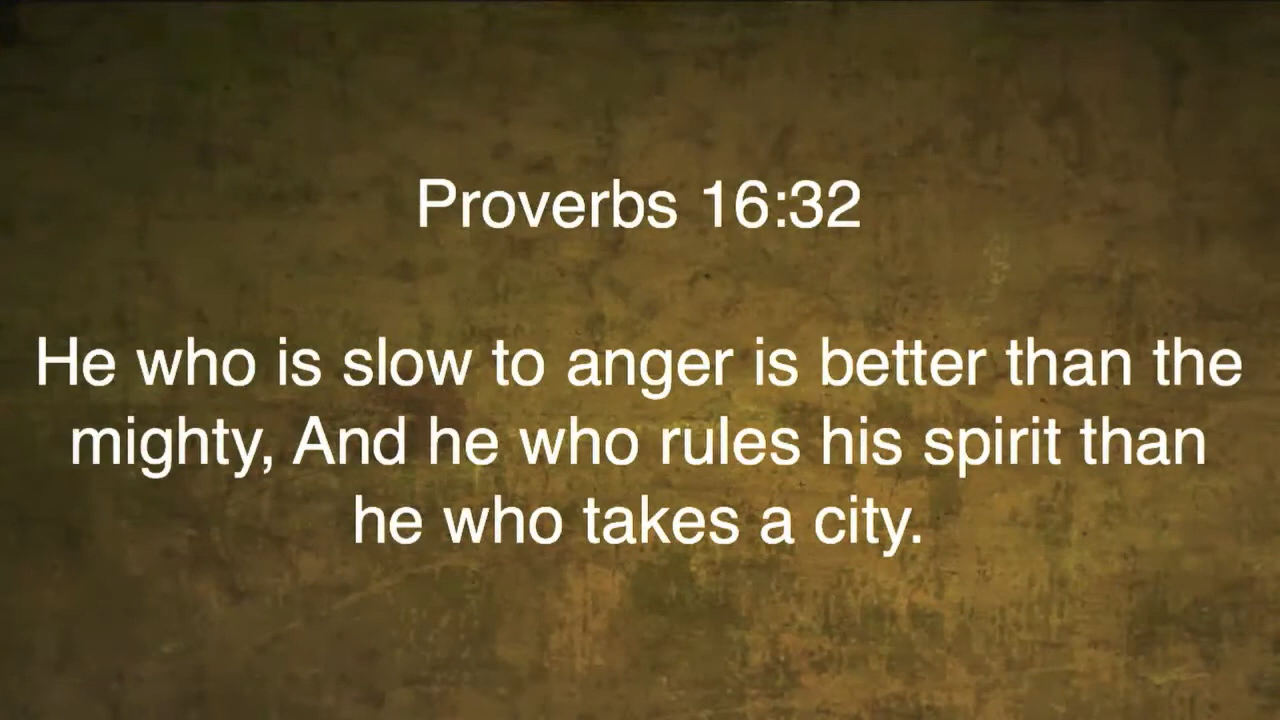 Proverbs 16:32
He who is slow to anger is better than the
mighty, And he who rules his spirit than
he who takes a city.